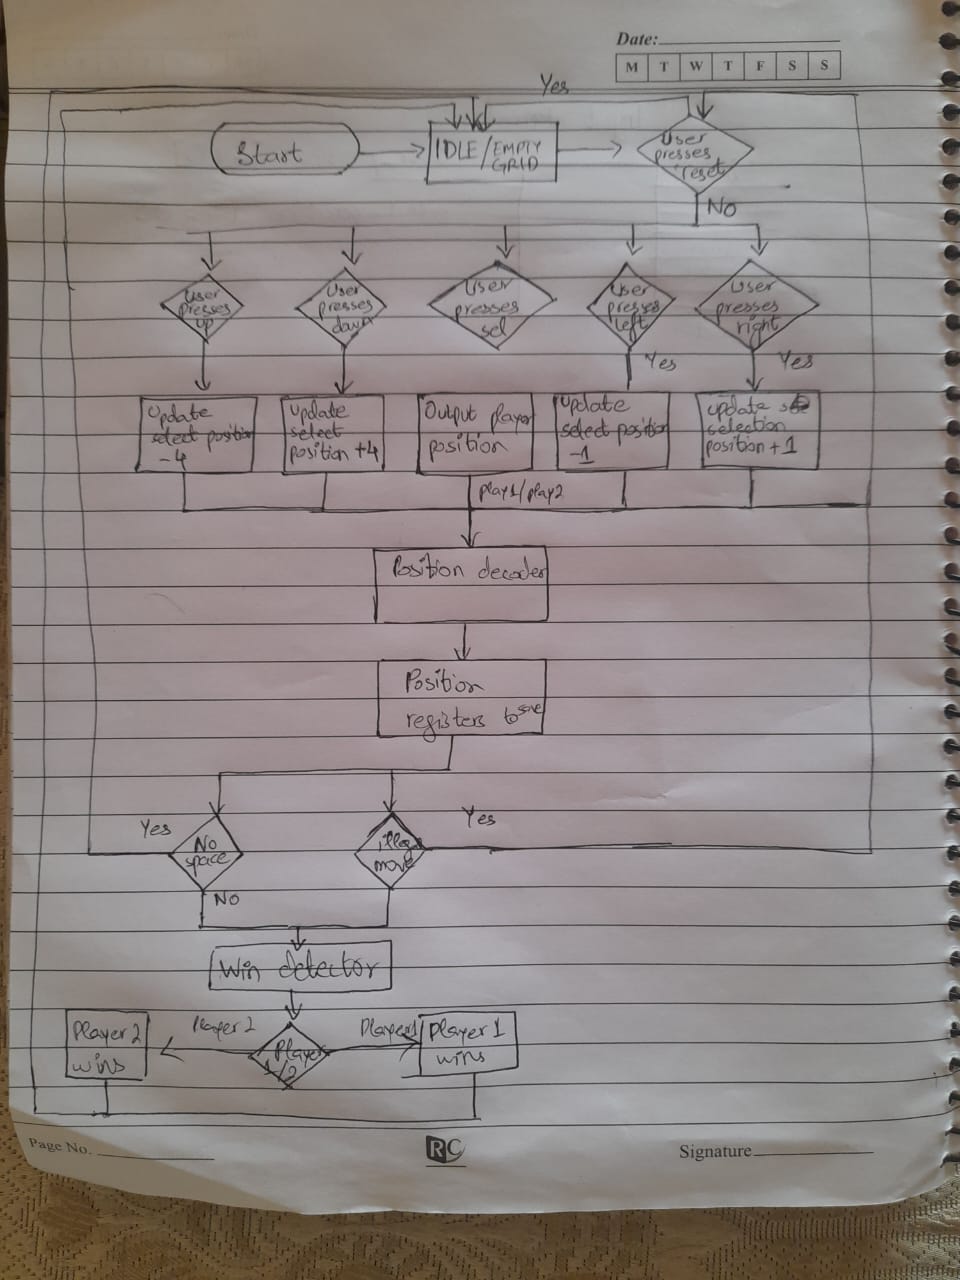 Date:
M T W T F S S
Yes
Start
IDLE/EMPTY
GRID
User
presses
reset
No
User
presses
up
User
presses
down
User
presses
sel
User
presses
left
User
presses
right
Yes
Yes
Update
select position
-4
Update
select
position +4
Output player
position
Update
select position
-1
update
selection
position + 1
play1/play2
Position decoder
Position
registers to save
Yes
Yes
No
space
illegal
move
No
Win detector
Player 2
wins
Player 2
Player
1/2
Player1
Player 1
wins
Page No.
RC
Signature